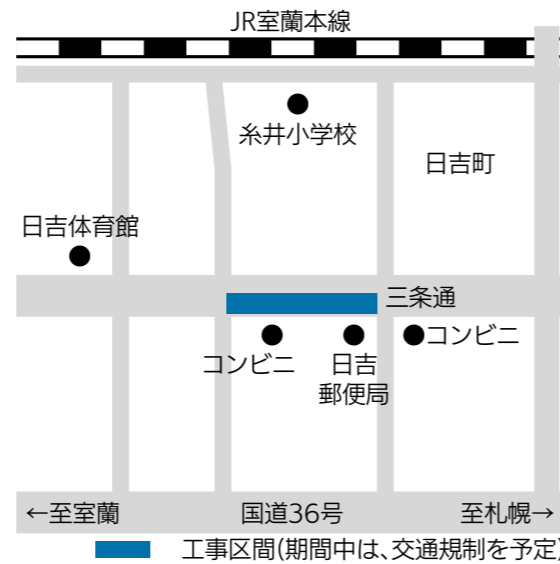 JR室蘭本線
糸井小学校
日吉町
日吉体育館
三条通
コンビニ
日吉
郵便局
コンビニ
←至室蘭
国道36号
至札幌→
工事区間(期間中は、交通規制を予定)